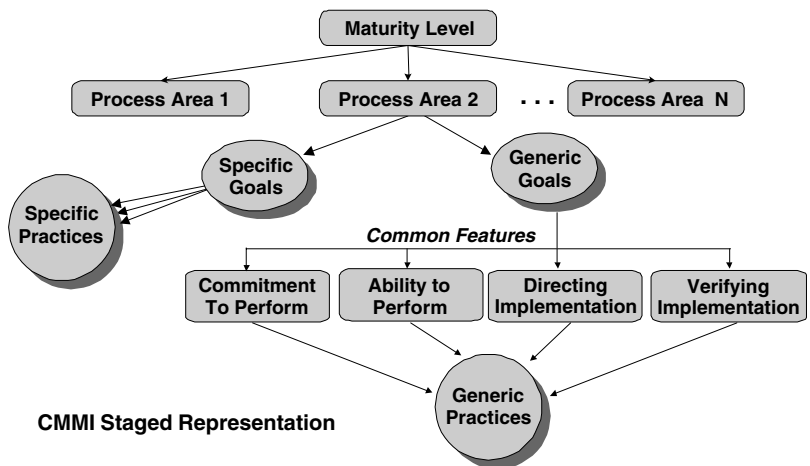 Maturity Level
Process Area 1
Process Area 2
. . .
Process Area N
Specific
Goals
Generic
Goals
Specific
Practices
Common Features
Commitment
To Perform
Ability to
Perform
Directing
Implementation
Verifying
Implementation
Generic
Practices
CMMI Staged Representation